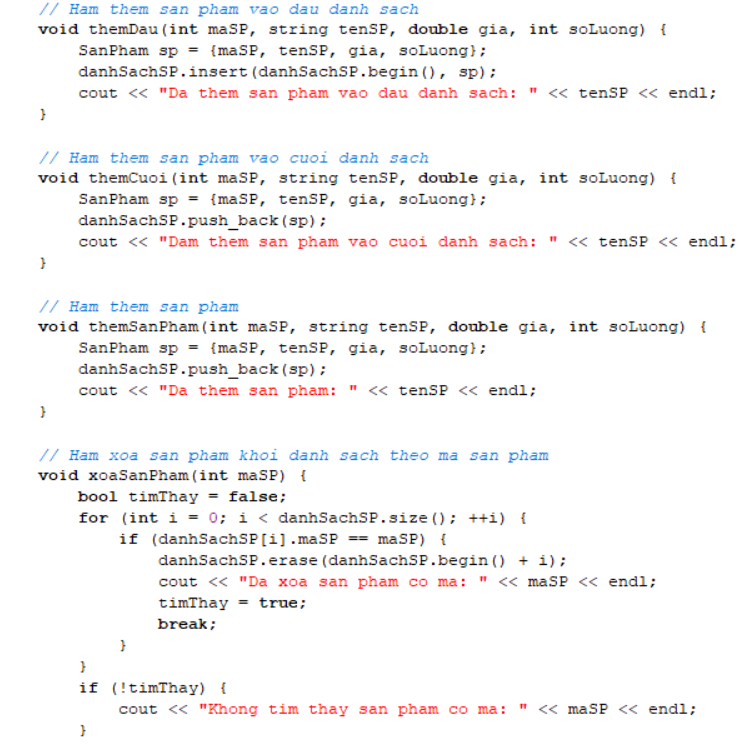 // Ham them san pham vao dau danh sach
void themDau(int maSP, string tenSP, double gia, int soLuong) {
    SanPham sp = {maSP, tenSP, gia, soLuong};
    danhSachSP.insert(danhSachSP.begin(), sp);
    cout << "Da them san pham vao dau danh sach: " << tenSP << endl;
}

// Ham them san pham vao cuoi danh sach
void themCuoi(int maSP, string tenSP, double gia, int soLuong) {
    SanPham sp = {maSP, tenSP, gia, soLuong};
    danhSachSP.push_back(sp);
    cout << "Dam them san pham vao cuoi danh sach: " << tenSP << endl;
}

// Ham them san pham
void themSanPham(int maSP, string tenSP, double gia, int soLuong) {
    SanPham sp = {maSP, tenSP, gia, soLuong};
    danhSachSP.push_back(sp);
    cout << "Da them san pham: " << tenSP << endl;
}

// Ham xoa san pham khoi danh sach theo ma san pham
void xoaSanPham(int maSP) {
    bool timThay = false;
    for (int i = 0; i < danhSachSP.size(); ++i) {
        if (danhSachSP[i].maSP == maSP) {
            danhSachSP.erase(danhSachSP.begin() + i);
            cout << "Da xoa san pham co ma: " << maSP << endl;
            timThay = true;
            break;
        }
    }
    if (!timThay) {
        cout << "Khong tim thay san pham co ma: " << maSP << endl;
    }